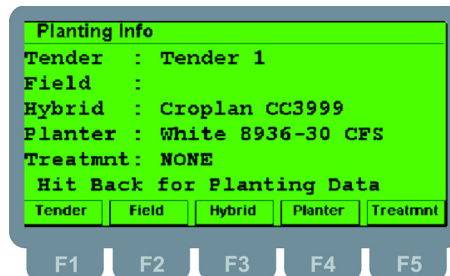 Planting Info
Tender : Tender 1
Field :
Hybrid : Croplan CC3999
Planter : White 8936-30 CFS
Treatmnt: NONE
Hit Back for Planting Data
Tender Field Hybrid Planter Treatmnt
F1 F2 F3 F4 F5